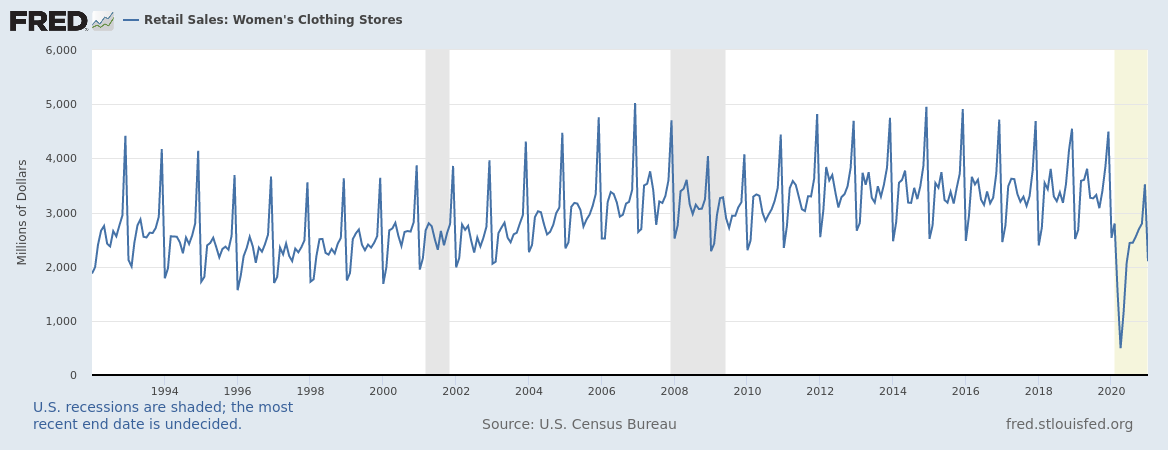 FRED
Retail Sales: Women's Clothing Stores
Millions of Dollars
6,000
5,000
4,000
3,000
2,000
1,000
0
1994 1996 1998 2000 2002 2004 2006 2008 2010 2012 2014 2016 2018 2020
U.S. recessions are shaded; the most
recent end date is undecided.
Source: U.S. Census Bureau
fred.stlouisfed.org